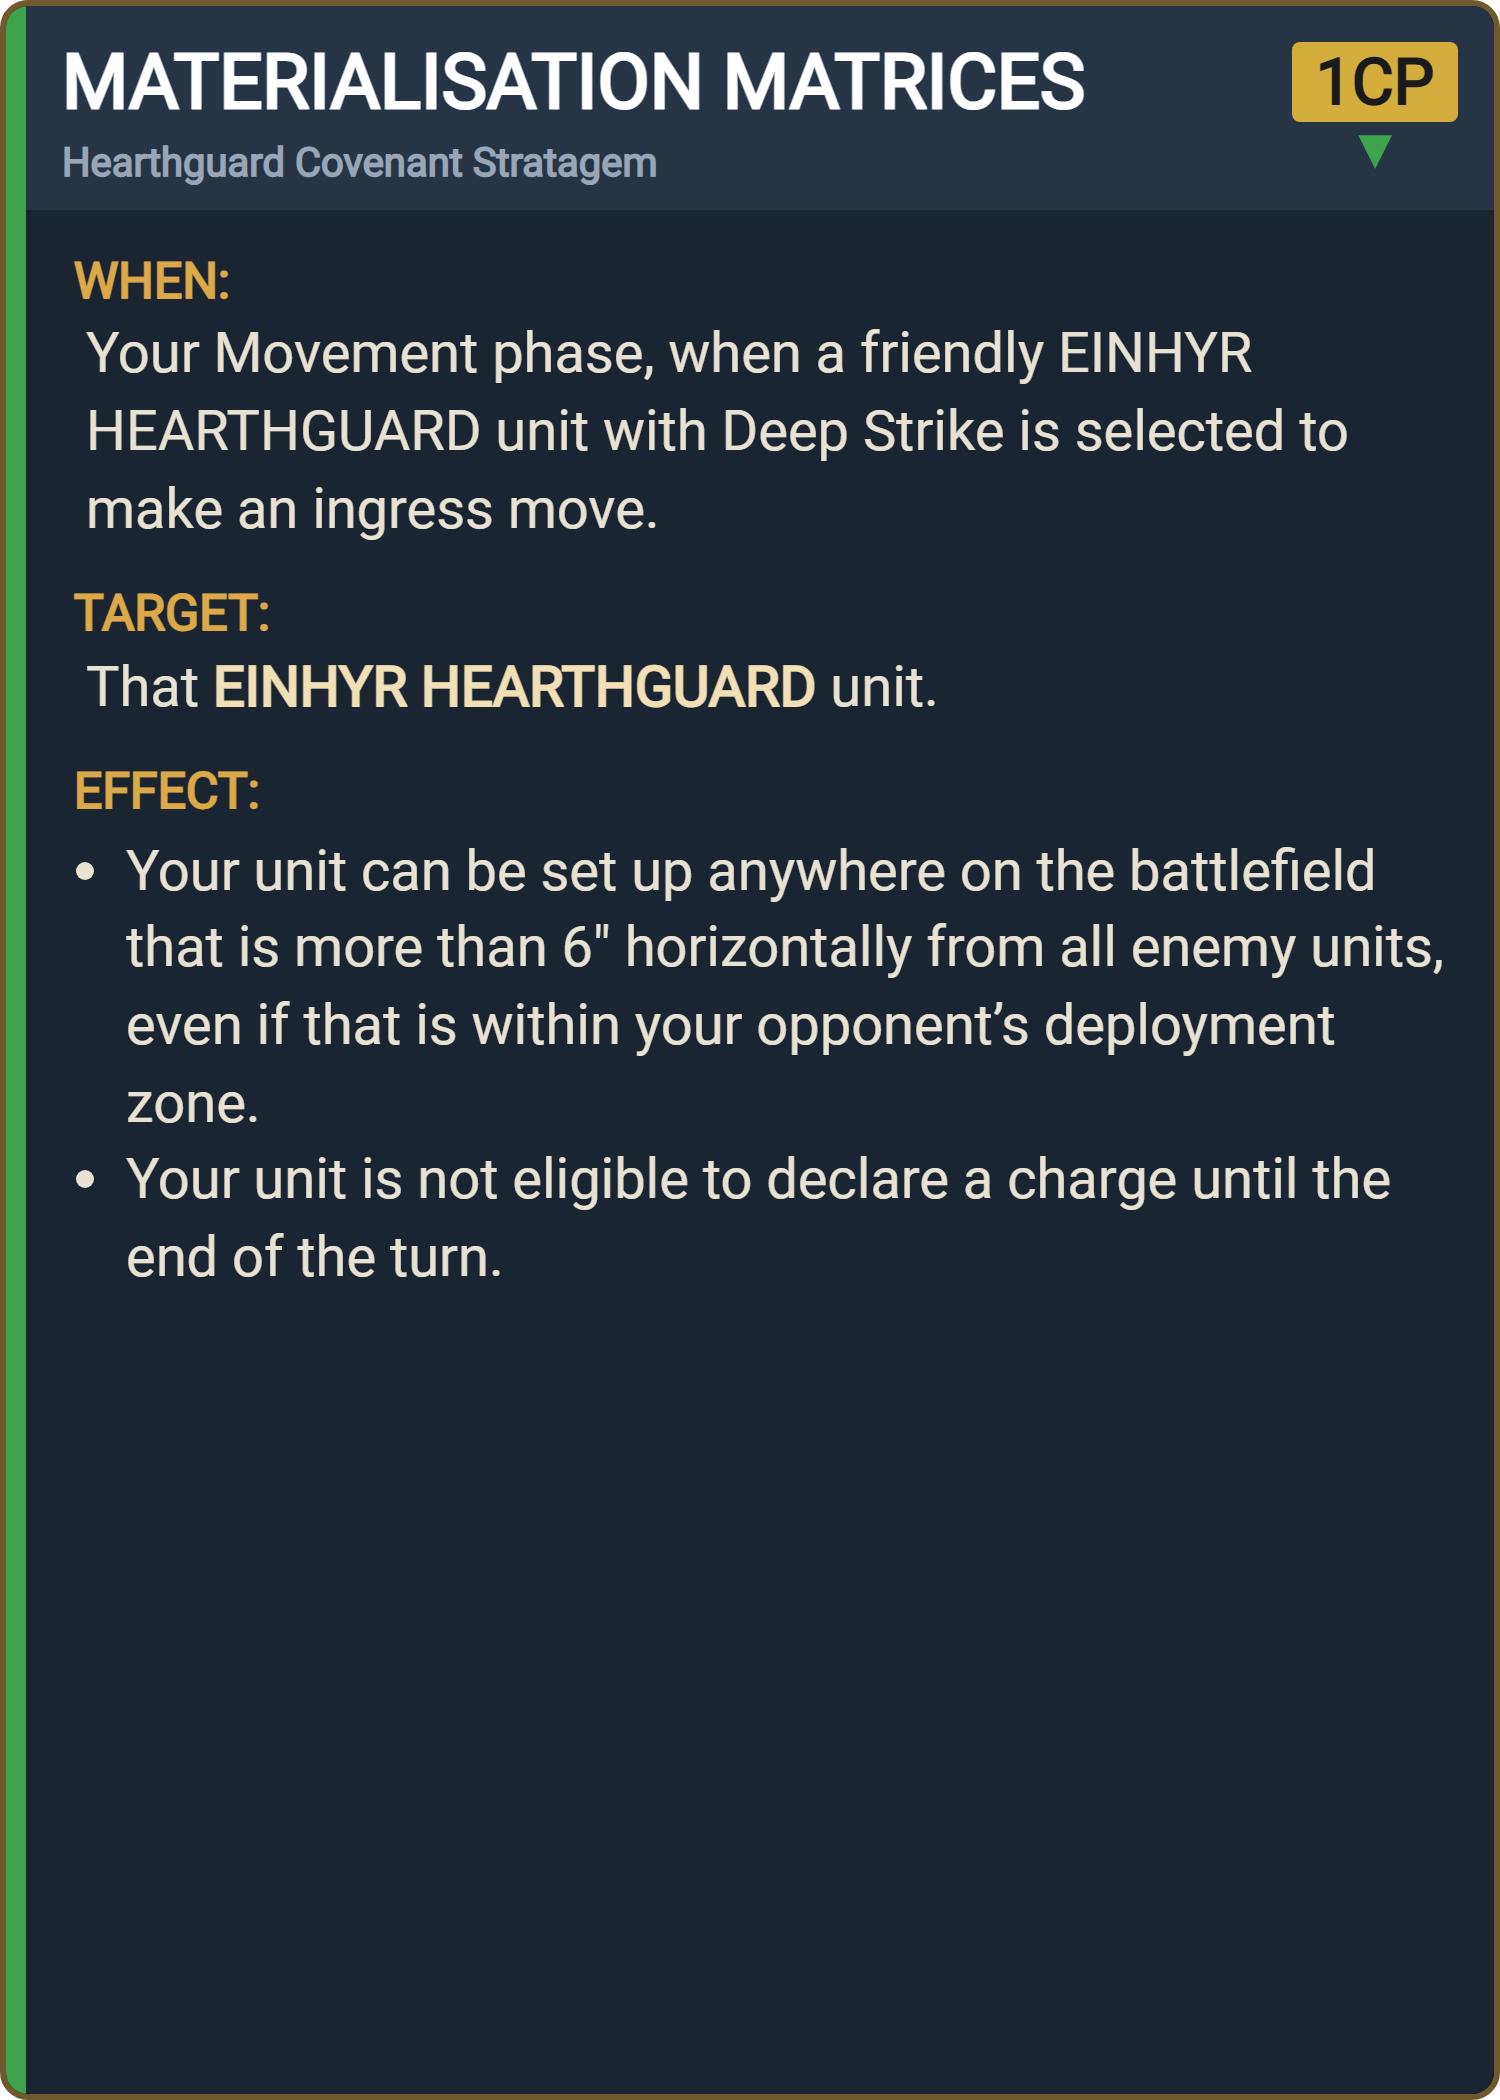 MATERIALISATION MATRICES
1CP
Hearthguard Covenant Stratagem
WHEN:
Your Movement phase, when a friendly EINHYR
HEARTHGUARD unit with Deep Strike is selected to
make an ingress move.
TARGET:
That EINHYR HEARTHGUARD unit.
EFFECT:
• Your unit can be set up anywhere on the battlefield
that is more than 6" horizontally from all enemy units,
even if that is within your opponent’s deployment
zone.
• Your unit is not eligible to declare a charge until the
end of the turn.